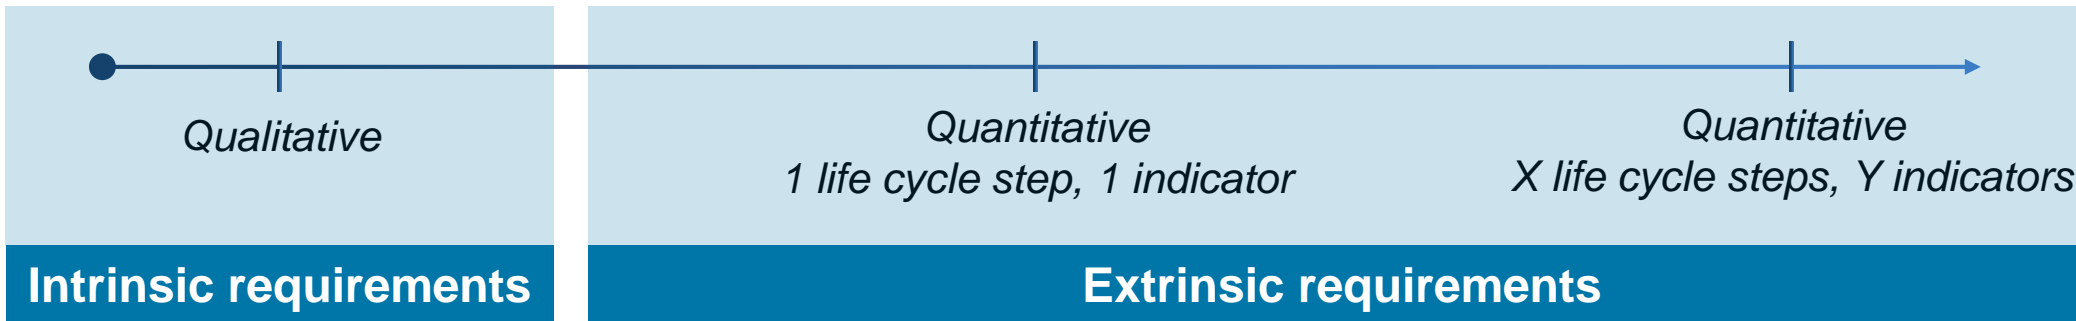 Qualitative
Quantitative
1 life cycle step, 1 indicator
Quantitative
X life cycle steps, Y indicators
Intrinsic requirements
Extrinsic requirements